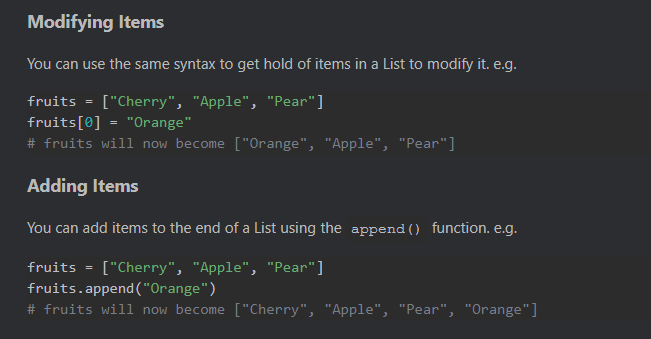 Modifying Items
You can use the same syntax to get hold of items in a List to modify it. e.g.
fruits = ["Cherry", "Apple", "Pear"]
fruits[0] = "Orange"
# fruits will now become ["Orange", "Apple", "Pear"]
Adding Items
You can add items to the end of a List using the append() function. e.g.
fruits = ["Cherry", "Apple", "Pear"]
fruits.append("Orange")
# fruits will now become ["Cherry", "Apple", "Pear", "Orange"]